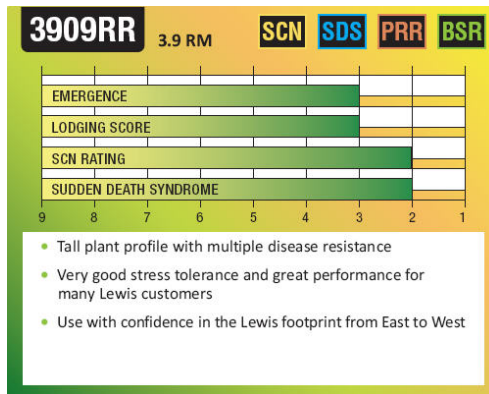 3909RR 3.9 RM SCN SDS PRR BSR
EMERGENCE
LODGING SCORE
SCN RATING
SUDDEN DEATH SYNDROME
9 8 7 6 5 4 3 2 1
• Tall plant profile with multiple disease resistance
• Very good stress tolerance and great performance for
many Lewis customers
• Use with confidence in the Lewis footprint from East to West